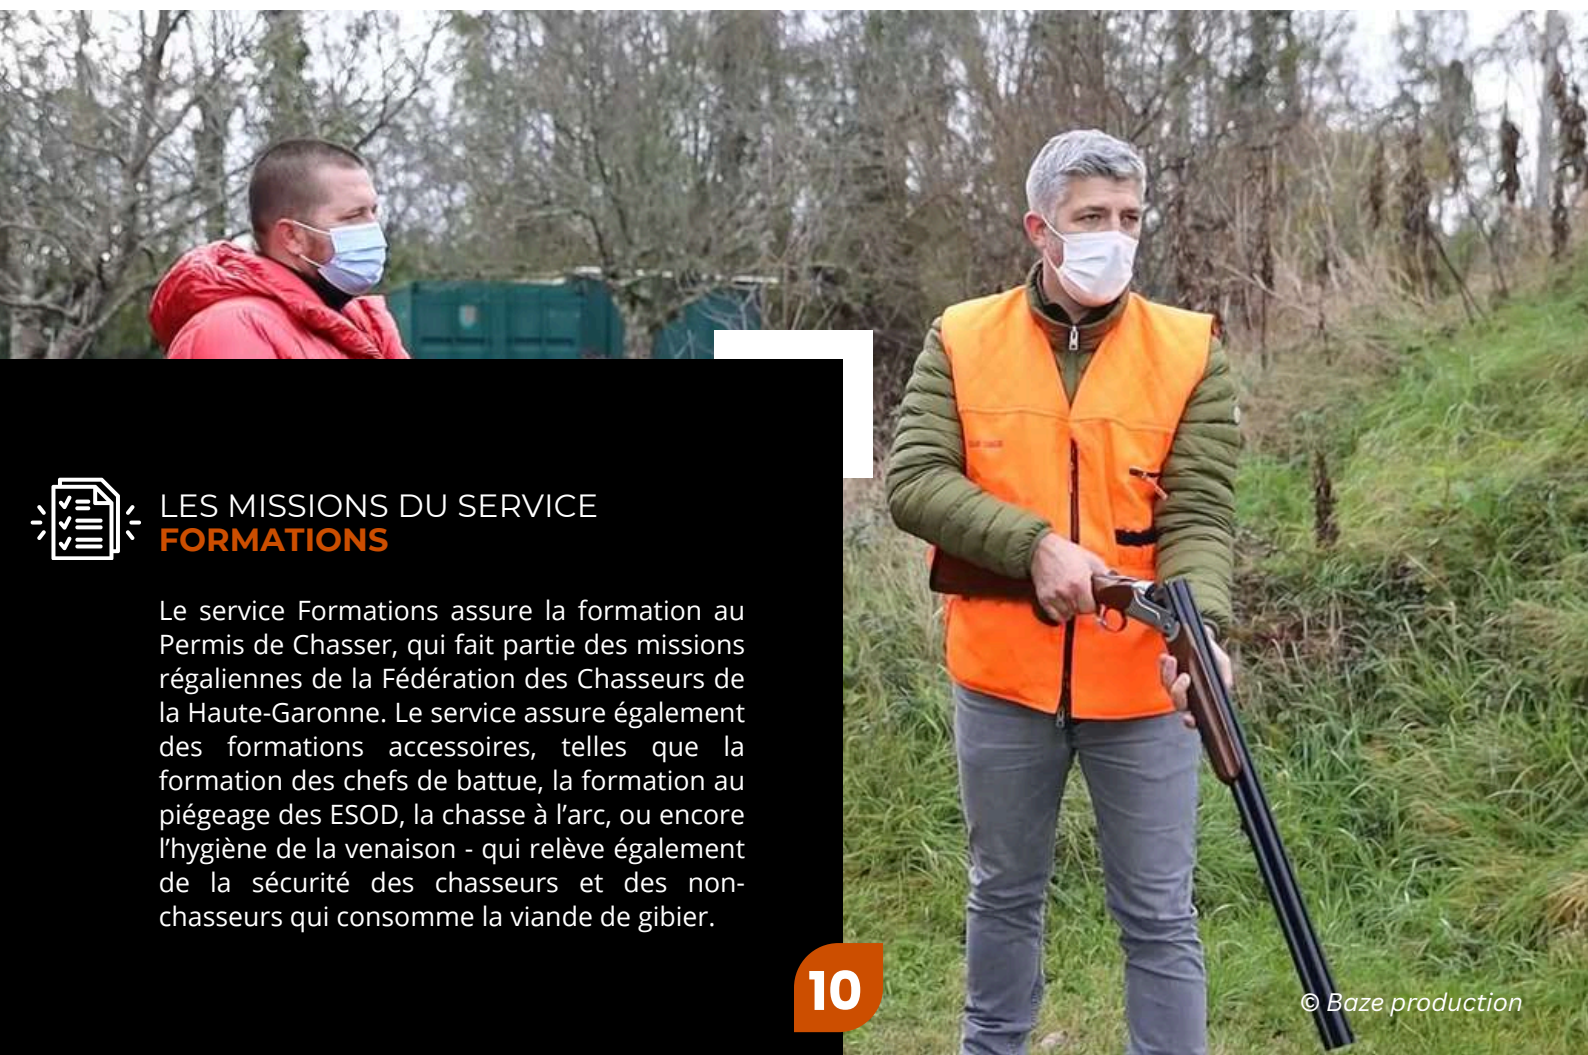 LES MISSIONS DU SERVICE
FORMATIONS
Le service Formations assure la formation au
Permis de Chasser, qui fait partie des missions
régaliennes de la Fédération des Chasseurs de
la Haute-Garonne. Le service assure également
des formations accessoires, telles que la
formation des chefs de battue, la formation au
piégeage des ESOD, la chasse à l’arc, ou encore
l’hygiène de la venaison - qui relève également
de la sécurité des chasseurs et des non-
chasseurs qui consomme la viande de gibier.
10
© Baze production